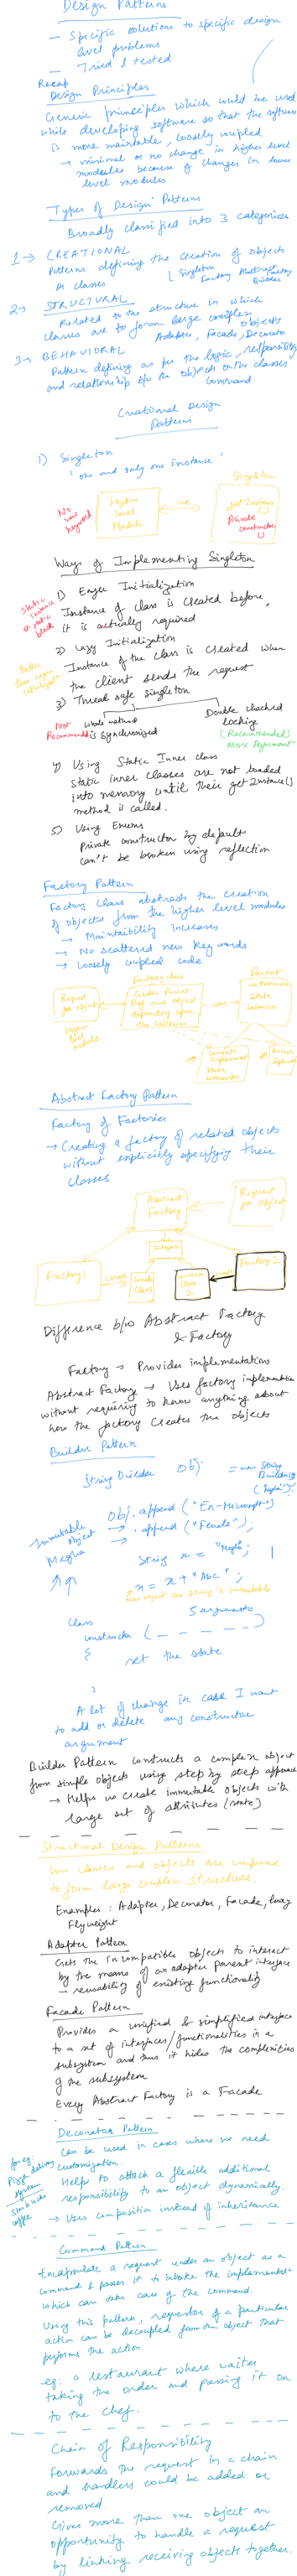 Design Patterns
- Specific solutions to specific design
level problems
- Tried & tested
Recap
Design Principles
Generic principles which could be used
while developing software so that the software
is more maintable, loosely coupled
→ minimal or no change in higher level
modules because of changes in lower
level modules
Types of Design Patterns
Broadly classified into 3 categories
1 → CREATIONAL
Patterns defining the creation of objects
or classes
Singleton
Factory Abstract Factory
Builder
2 → STRUCTURAL
Related to the structure in which
classes are to form large complex
objects
Adapter, Facade, Decorator
3 → BEHAVIORAL
Pattern defining as per the logic, responsibility
and relationship b/w the objects or the classes
Command
Creational Design
Patterns
1) Singleton
'one and only one instance'
Singleton
No
new
keyword
Higher
Level
Module
use
getInstance
()
Private
constructor
()
Ways of Implementing Singleton
1) Eager Initialization
Static
instance
or static
block
Instance of class is created before,
it is actually required
2) Lazy Initialization
Better
than eager
initialization
Instance of the class is created when
the client sends the request
3) Thread safe singleton
Not
Recommended
Whole method
is synchronized
Double checked
locking
(Recommended)
More Performant
4) Using Static Inner class
Static inner classes are not loaded
into memory until their getInstance()
method is called.
5) Using Enums
Private constructor by default
can't be broken using reflection
Factory Pattern
Factory Class abstracts the creation
of objects from the higher level modules
→ Maintaibility increases
→ No scattered new keywords
→ Loosely coupled code
Factory class
Parent
Request
for object
Create Parent
Ref and object
depending upon
the criteria
uses
state
behavior
Higher
level
module
Concrete
Implement
Abstract Factory Pattern
Factory of Factories
→ Creating a factory of related objects
without explicitly specifying their
classes
Abstract
Factory
Request
for object
Factory 1
create
Class
2
create
Factory 2
Difference b/w Abstract Factory
& Factory
Factory → Provides implementations
Abstract Factory → Uses factory implementation
without requiring to know anything about
how the factory creates the objects
Builder Pattern
String Builder obj = new String
Builder
("Megha");
Immutable
object
Megha
Obj.append("Ex-Microsoft")
→ .append("Female");
String x = "Megha";
x = x + "Abc";
New object as String is immutable
5 arguments
class
constructor (- - - - -)
{
set the state
}
A lot of change in case I want
to add or delete any constructor
argument
Builder Pattern constructs a complex object
from simple objects using step by step approach
→ Helps us create immutable objects with
large set of attributes (state)
Structural Design Patterns
how classes and objects are composed
to form large complex structures.
Examples: Adapter, Decorator, Facade, Proxy
Flyweight
Adapter Pattern
Gets the incompatible objects to interact
by the means of an adapter parent interface
→ reusability of existing functionality
Facade Pattern
Provides a unified & simplified interface
to a set of interfaces/functionalities in a
subsystem and thus it hides the complexities
of the subsystem
Every Abstract Factory is a Facade
Decorator Pattern
for eg:
Pizza delivery
system
Starbucks
coffee
Can be used in cases where we need
customization.
Help to attach a flexible additional
responsibility to an object dynamically.
→ Uses composition instead of inheritance
Command Pattern
Encapsulate a request under an object as a
command & passes it to invoke the implementation
which can take care of the command.
Using this pattern, requestor of a particular
action can be decoupled from the object that
performs the action.
eg: a restaurant where waiter
taking the order and passing it on
to the chef.
Chain of Responsibility
forwards the request in a chain
and handlers could be added or
removed.
Gives more than one object an
opportunity to handle a request
by linking receiving objects together.